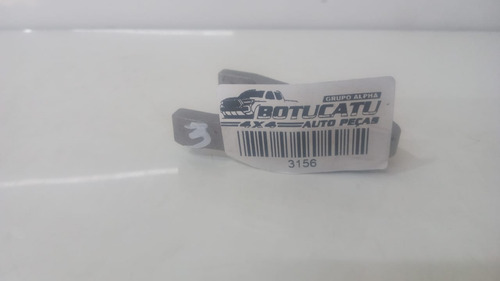 GRUPO ALPHA
BOTUCATU
4X4 AUTO PEÇAS
3
3156